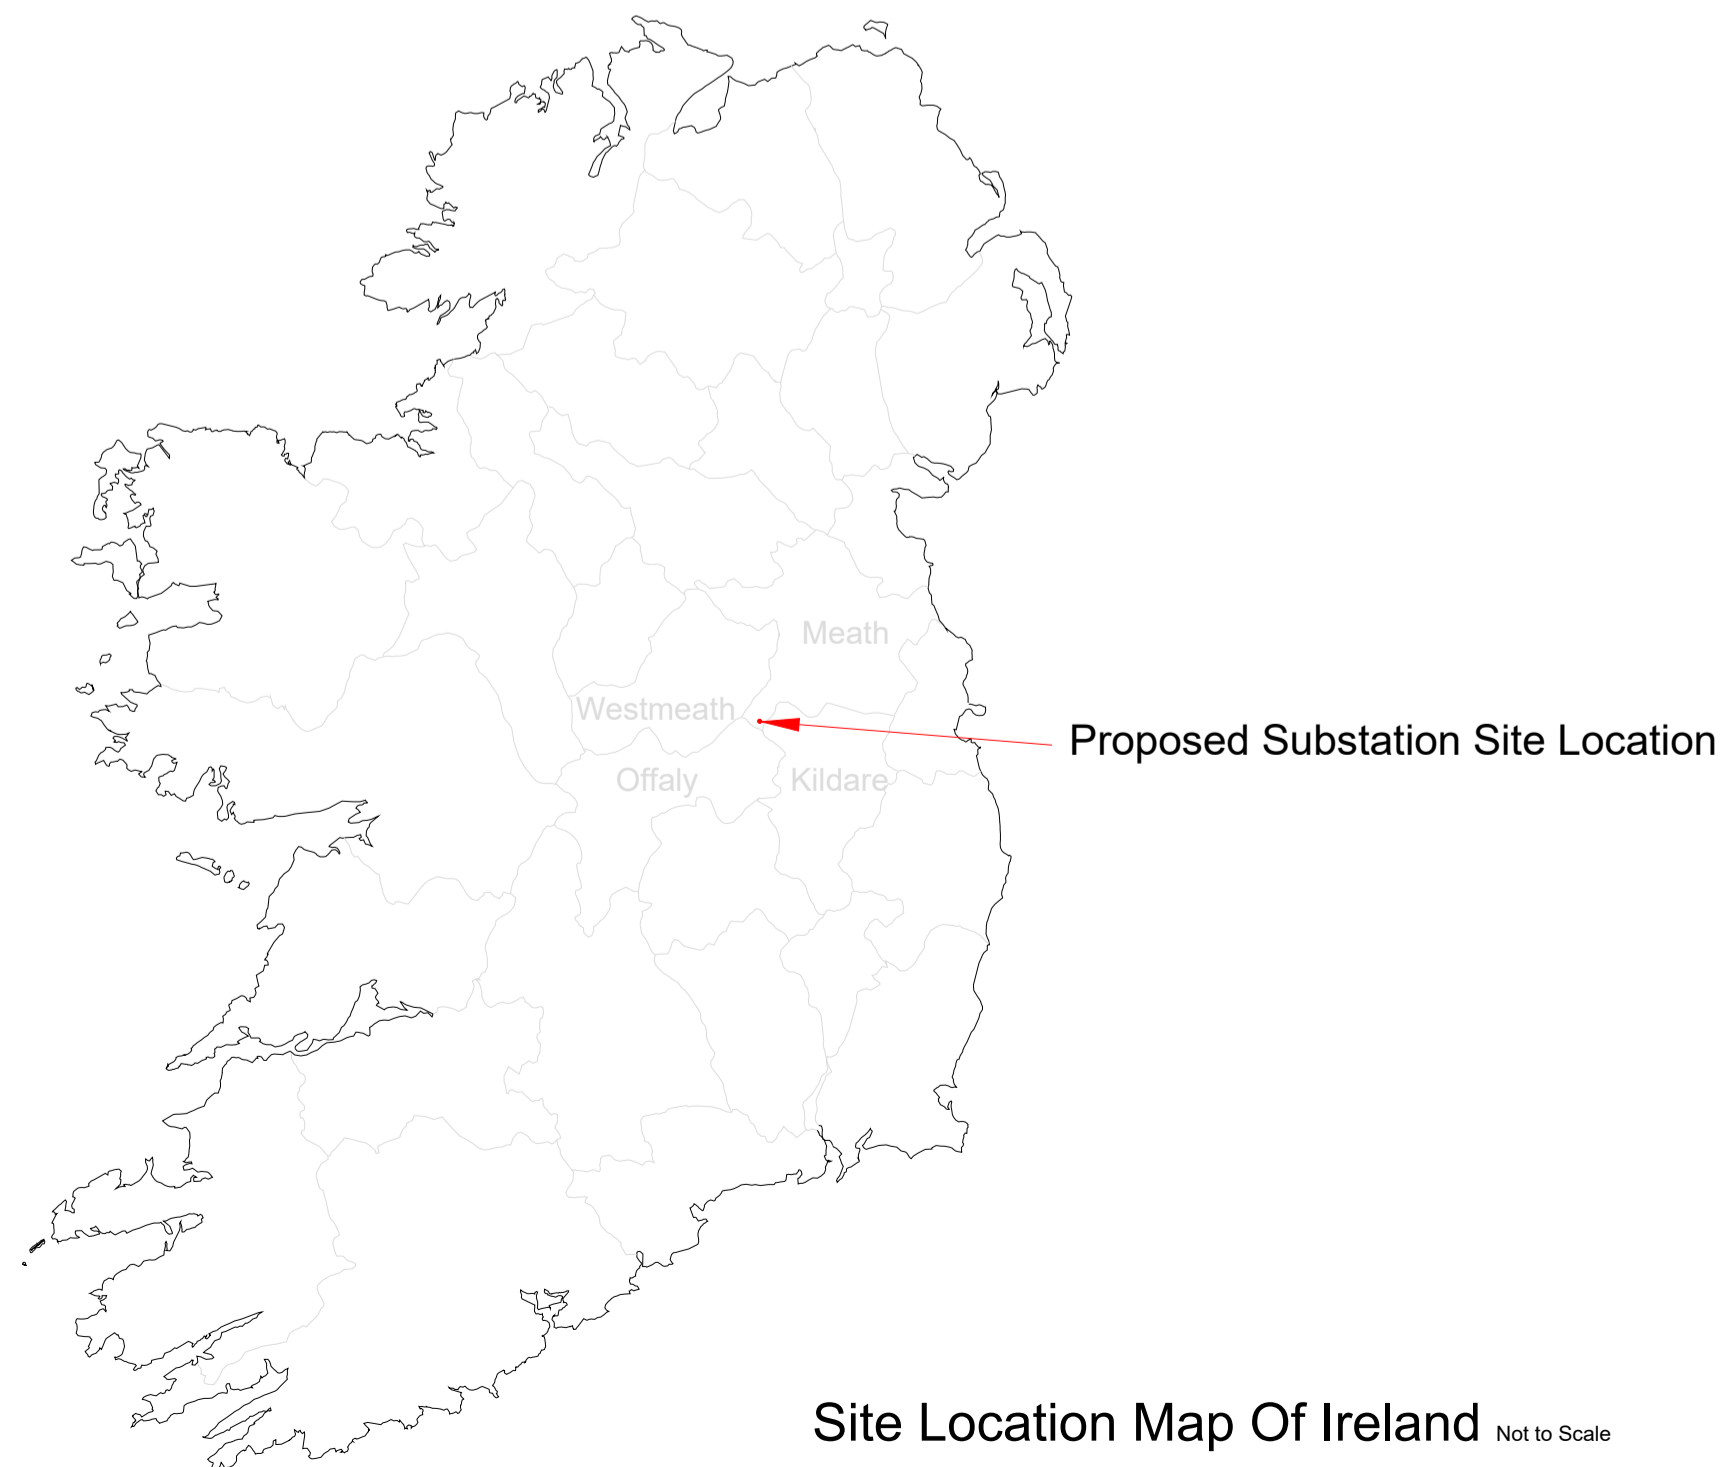 Meath
Westmeath
Proposed Substation Site Location
Offaly
Kildare
Site Location Map Of Ireland Not to Scale